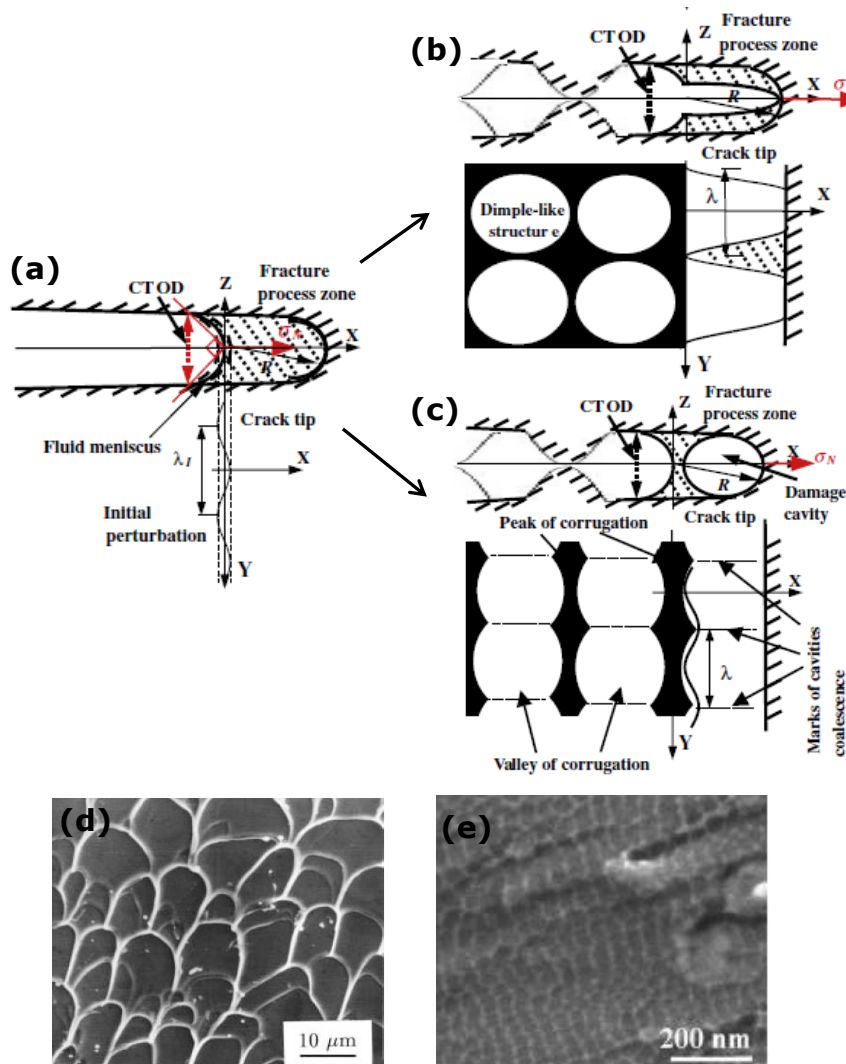 (b)
CTOD
Z
Fracture
process zone
X
σ
R
Crack tip
λ
X
Dimple-like
structur e
Y
(a)
CTOD
Z
Fracture
process zone
X
R
Crack tip
Fluid meniscus
λI
X
Initial
perturbation
Y
(c)
CTOD
Z
Fracture
process zone
X
σN
R
Damage
cavity
Crack tip
Peak of corrugation
X
λ
Marks of cavities
coalescence
Y
Valley of corrugation
(d)
10 μm
(e)
200 nm